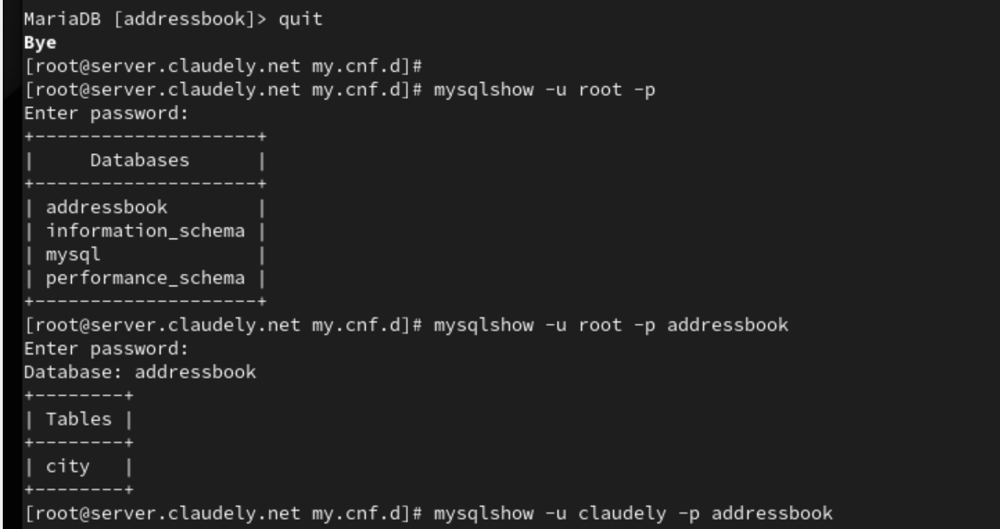 MariaDB [addressbook]> quit
Bye
[root@server.claudely.net my.cnf.d]#
[root@server.claudely.net my.cnf.d]# mysqlshow -u root -p
Enter password:
+--------------------+
|     Databases      |
+--------------------+
| addressbook        |
| information_schema |
| mysql              |
| performance_schema |
+--------------------+
[root@server.claudely.net my.cnf.d]# mysqlshow -u root -p addressbook
Enter password:
Database: addressbook
+--------+
| Tables |
+--------+
| city   |
+--------+
[root@server.claudely.net my.cnf.d]# mysqlshow -u claudely -p addressbook